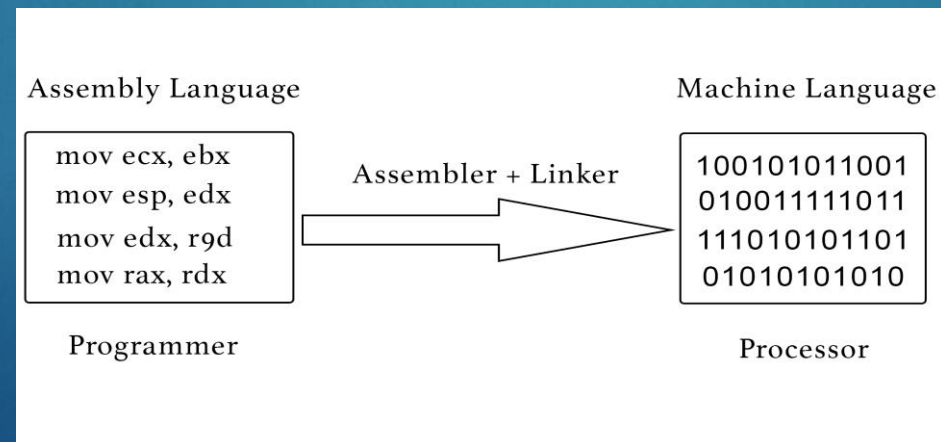 Assembly Language
mov ecx, ebx
mov esp, edx
mov edx, r9d
mov rax, rdx
Programmer
Assembler + Linker
Machine Language
100101011001
010011111011
111010101101
01010101010
Processor